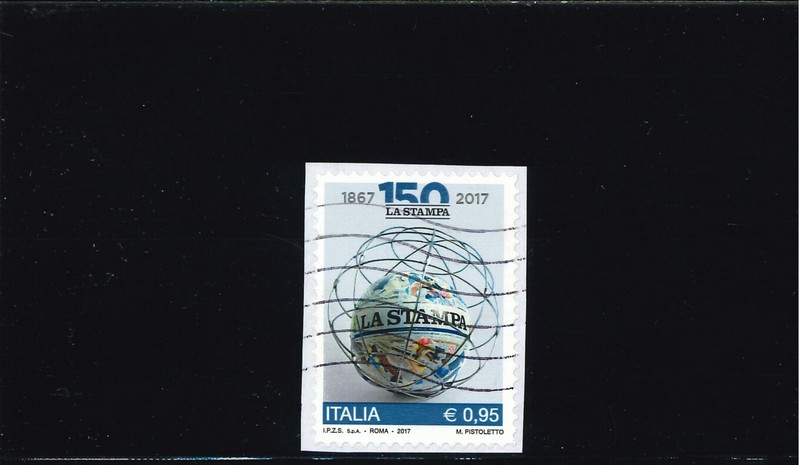 1867 150 2017
LA STAMPA
LA STAMPA
ITALIA € 0,95
I.P.Z.S. S.p.A. - ROMA - 2017 M. PISTOLETTO